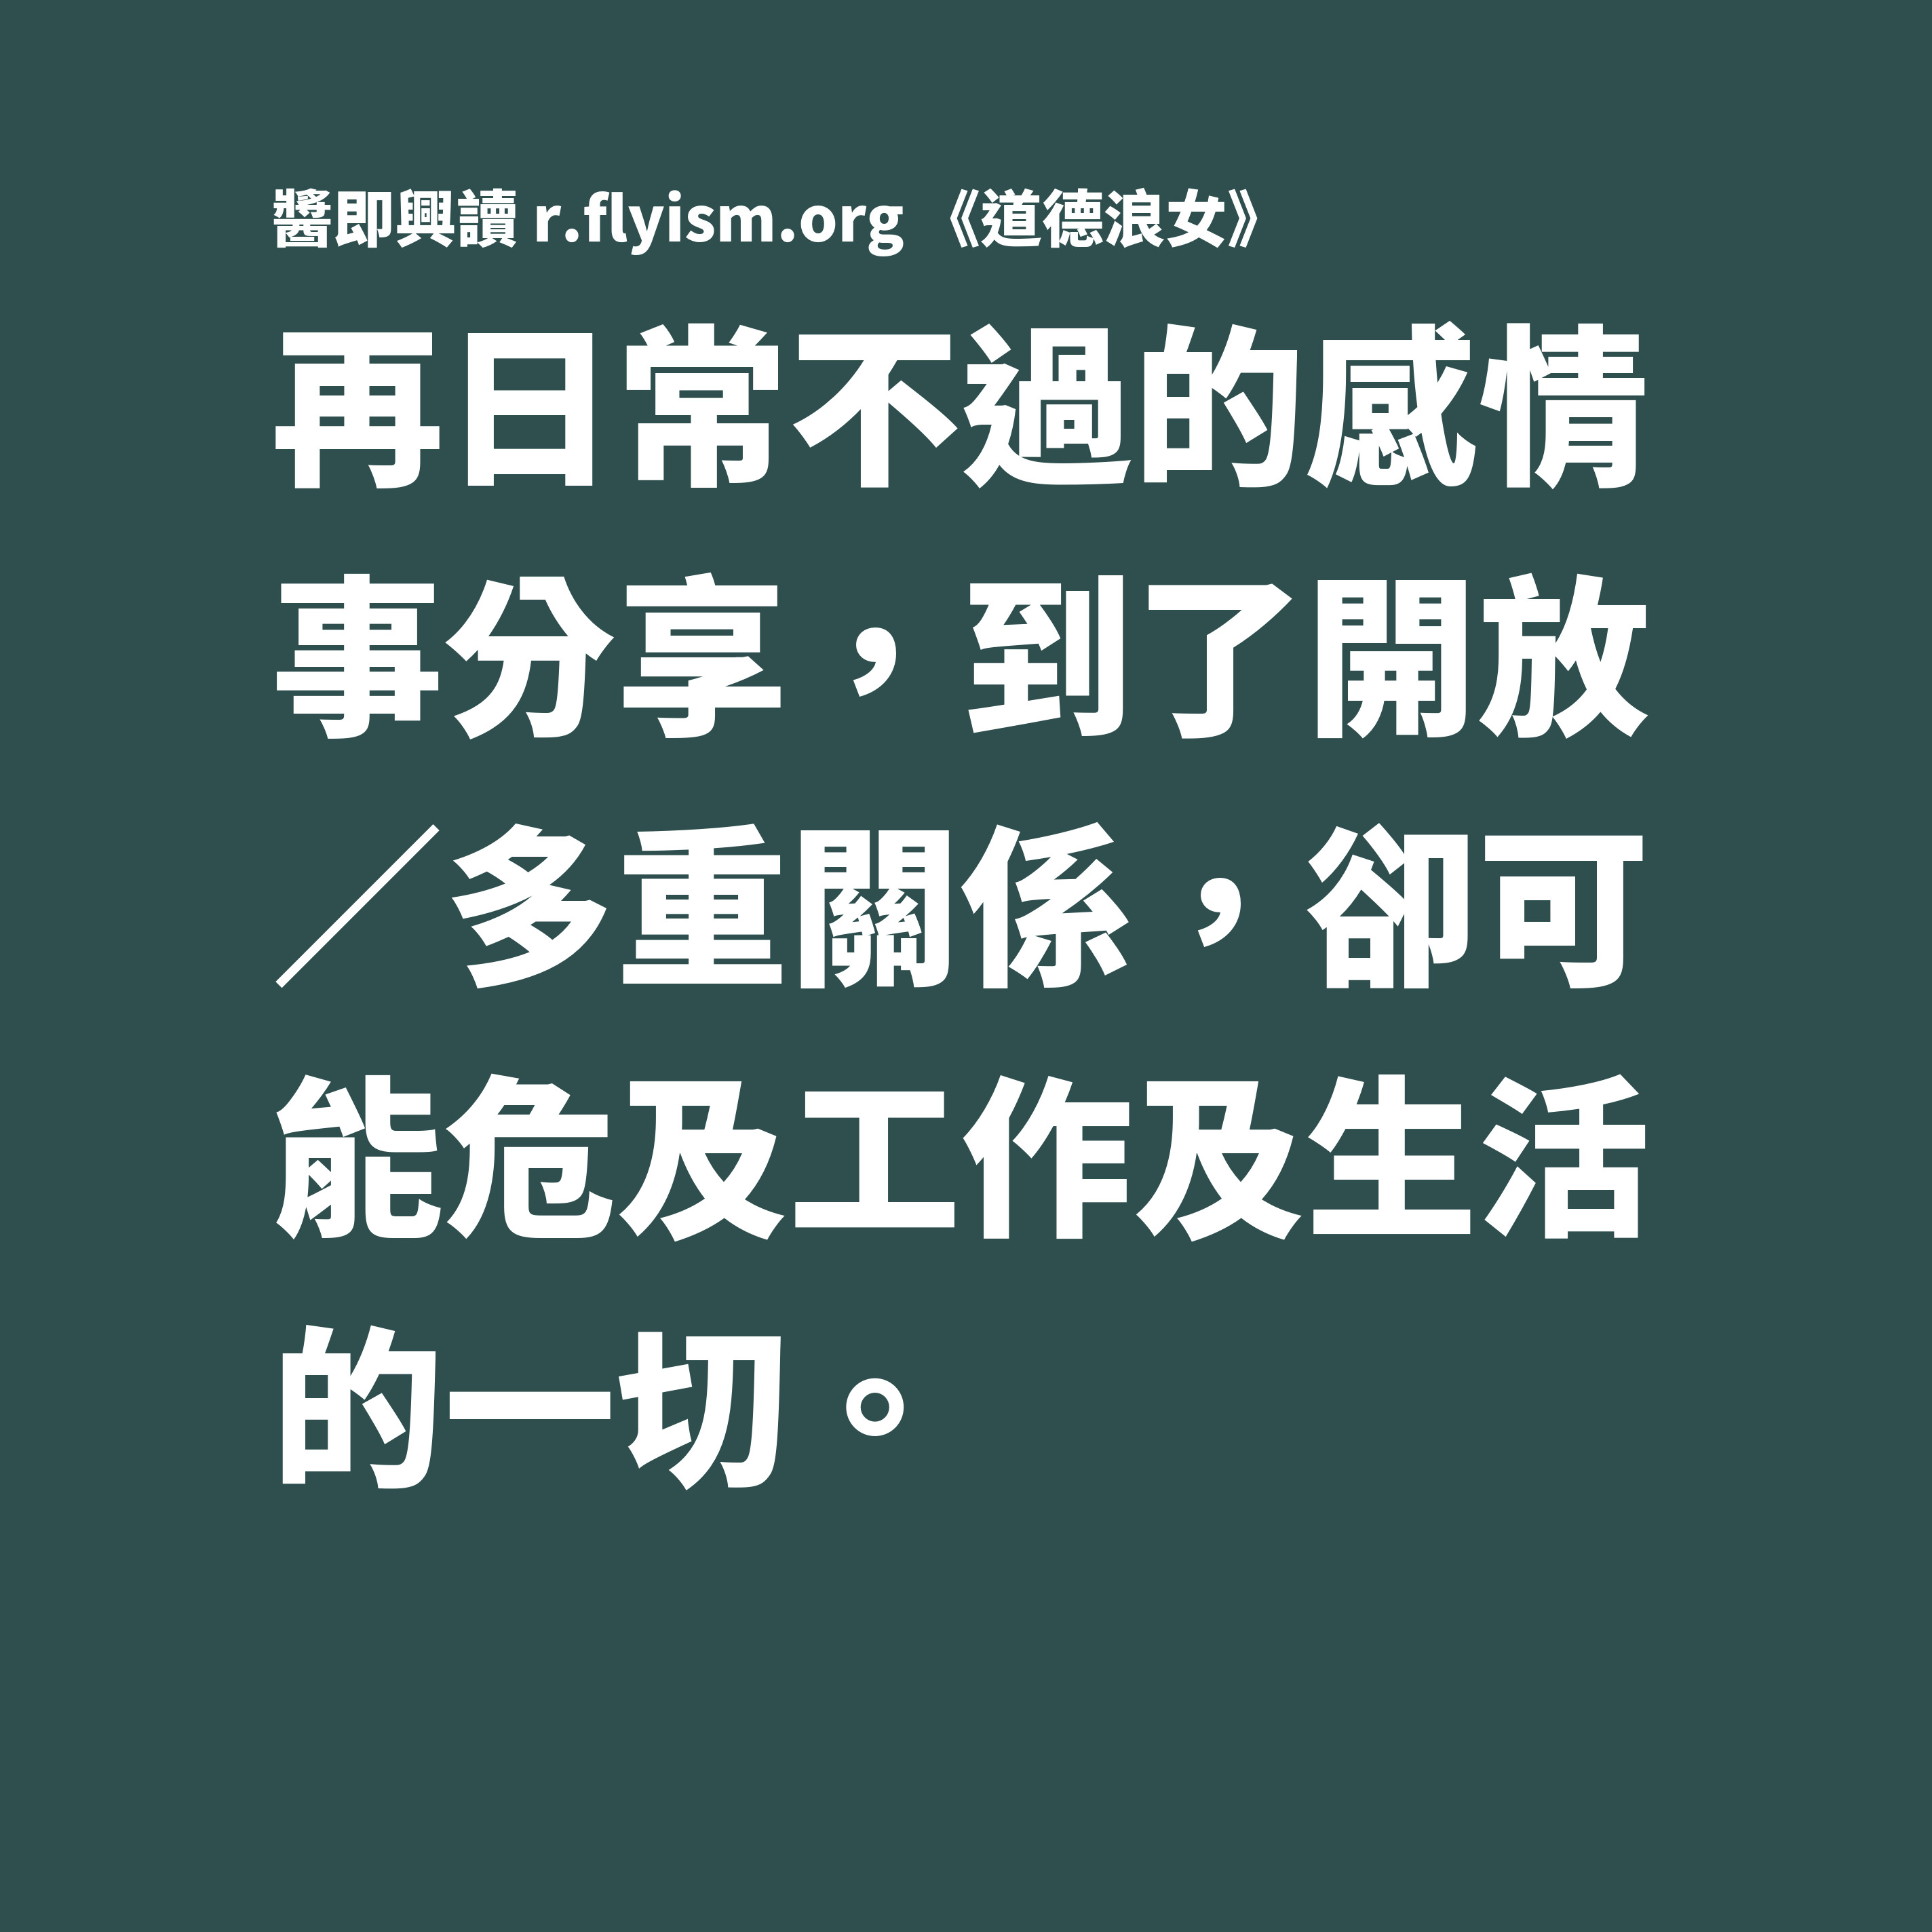 豔即閱讀 r.flyism.org 《道德浪女》
再日常不過的感情
事分享，到了開放
／多重關係，卻可
能危及工作及生活
的一切。